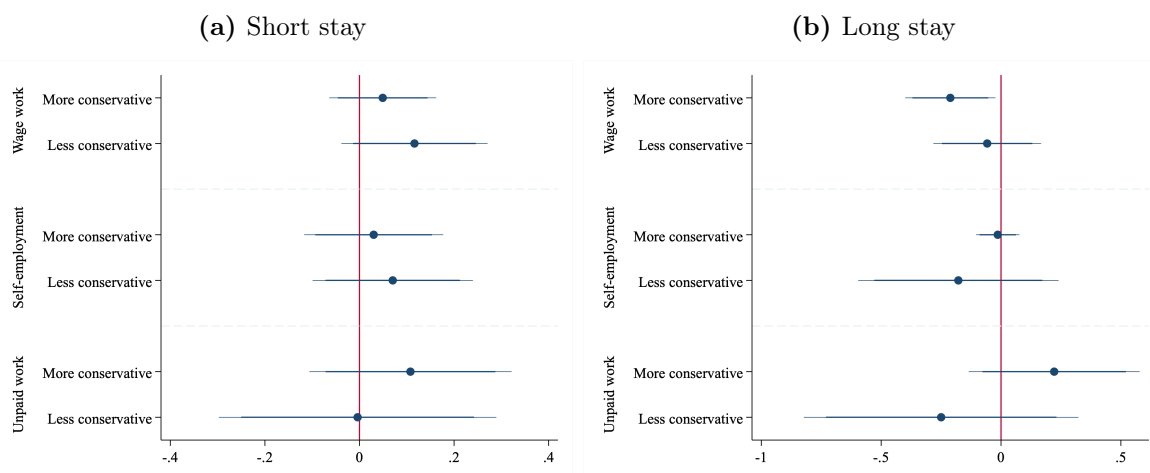 (a) Short stay
Wage work
More conservative
Less conservative
Self-employment
More conservative
Less conservative
Unpaid work
More conservative
Less conservative
-.4 -.2 0 .2 .4
(b) Long stay
Wage work
More conservative
Less conservative
Self-employment
More conservative
Less conservative
Unpaid work
More conservative
Less conservative
-1 -.5 0 .5